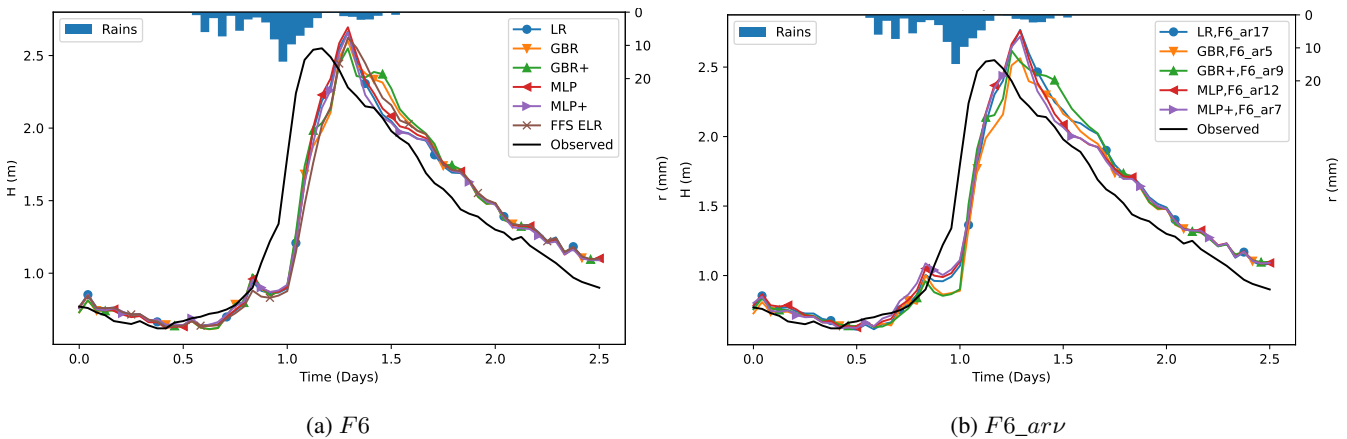 Rains
LR
GBR
GBR+
MLP
MLP+
FFS ELR
Observed
0
10
20
2.5
2.0
1.5
1.0
H (m)
r (mm)
0.0 0.5 1.0 1.5 2.0 2.5
Time (Days)
(a) F6
Rains
LR,F6_ar17
GBR,F6_ar5
GBR+,F6_ar9
MLP,F6_ar12
MLP+,F6_ar7
Observed
0
10
20
2.5
2.0
1.5
1.0
H (m)
r (mm)
0.0 0.5 1.0 1.5 2.0 2.5
Time (Days)
(b) F6_arν